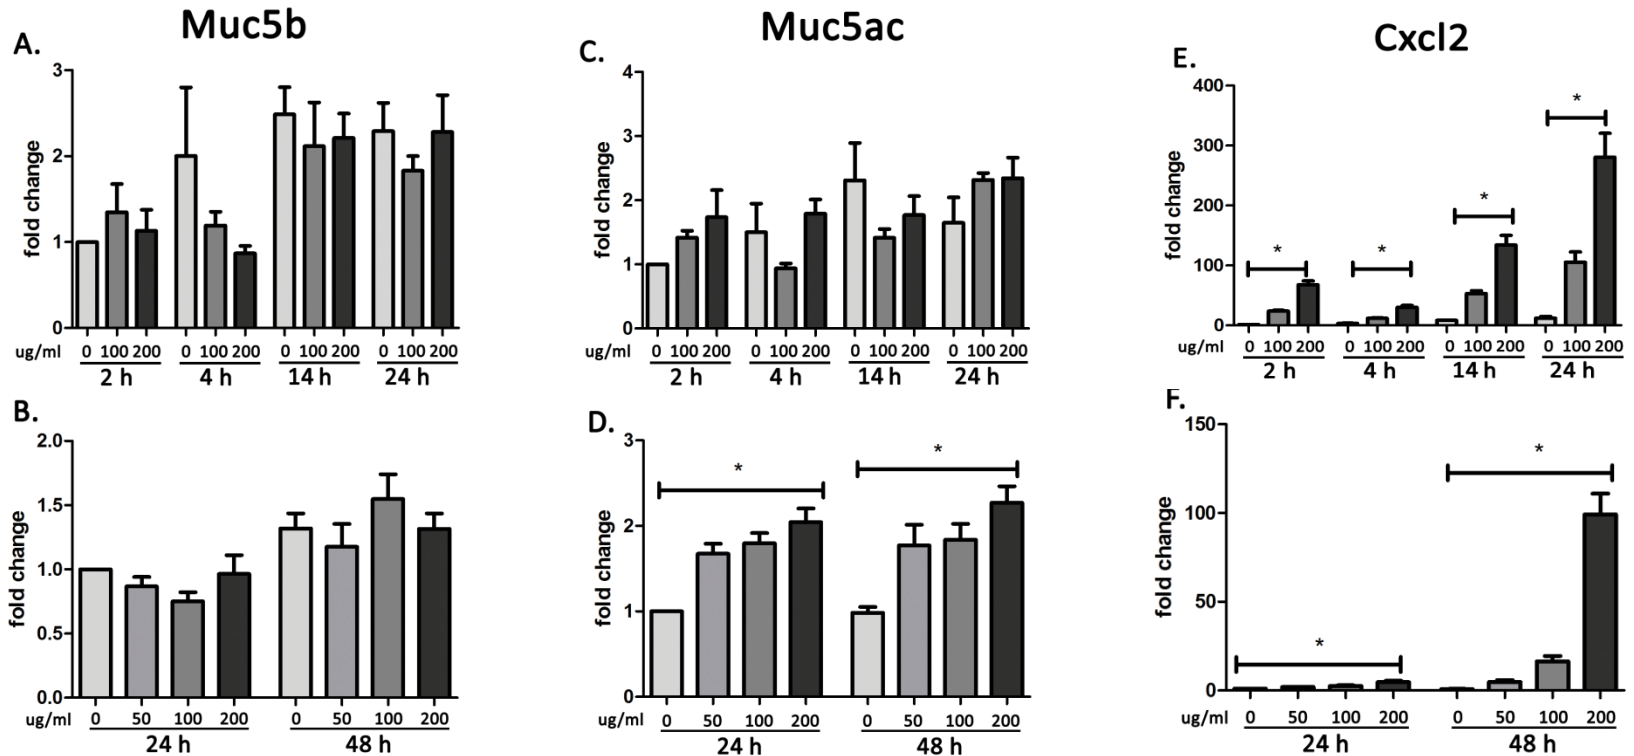 Muc5b
A.
3
2
1
0
fold change
ug/ml
0 100 200 0 100 200 0 100 200 0 100 200
2 h 4 h 14 h 24 h
B.
2.0
1.5
1.0
0.5
0.0
fold change
ug/ml
0 50 100 200 0 50 100 200
24 h 48 h
Muc5ac
C.
4
3
2
1
0
fold change
ug/ml
0 100 200 0 100 200 0 100 200 0 100 200
2 h 4 h 14 h 24 h
D.
3
2
1
0
fold change
* *
ug/ml
0 50 100 200 0 50 100 200
24 h 48 h
Cxcl2
E.
400
300
200
100
0
fold change
* * * *
ug/ml
0 100 200 0 100 200 0 100 200 0 100 200
2 h 4 h 14 h 24 h
F.
150
100
50
0
fold change
* *
ug/ml
0 50 100 200 0 50 100 200
24 h 48 h